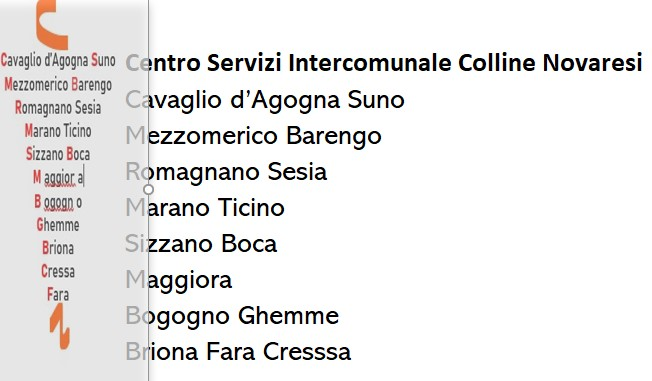 Cavaglio d'Agogna Suno
Mezzomerico Barengo
Romagnano Sesia
Marano Ticino
Sizzano Boca
M aggior a
B ogogn o
Ghemme
Briona
Cressa
Fara
Centro Servizi Intercomunale Colline Novaresi
Cavaglio d’Agogna Suno
Mezzomerico Barengo
Romagnano Sesia
Marano Ticino
Sizzano Boca
Maggiora
Bogogno Ghemme
Briona Fara Cresssa